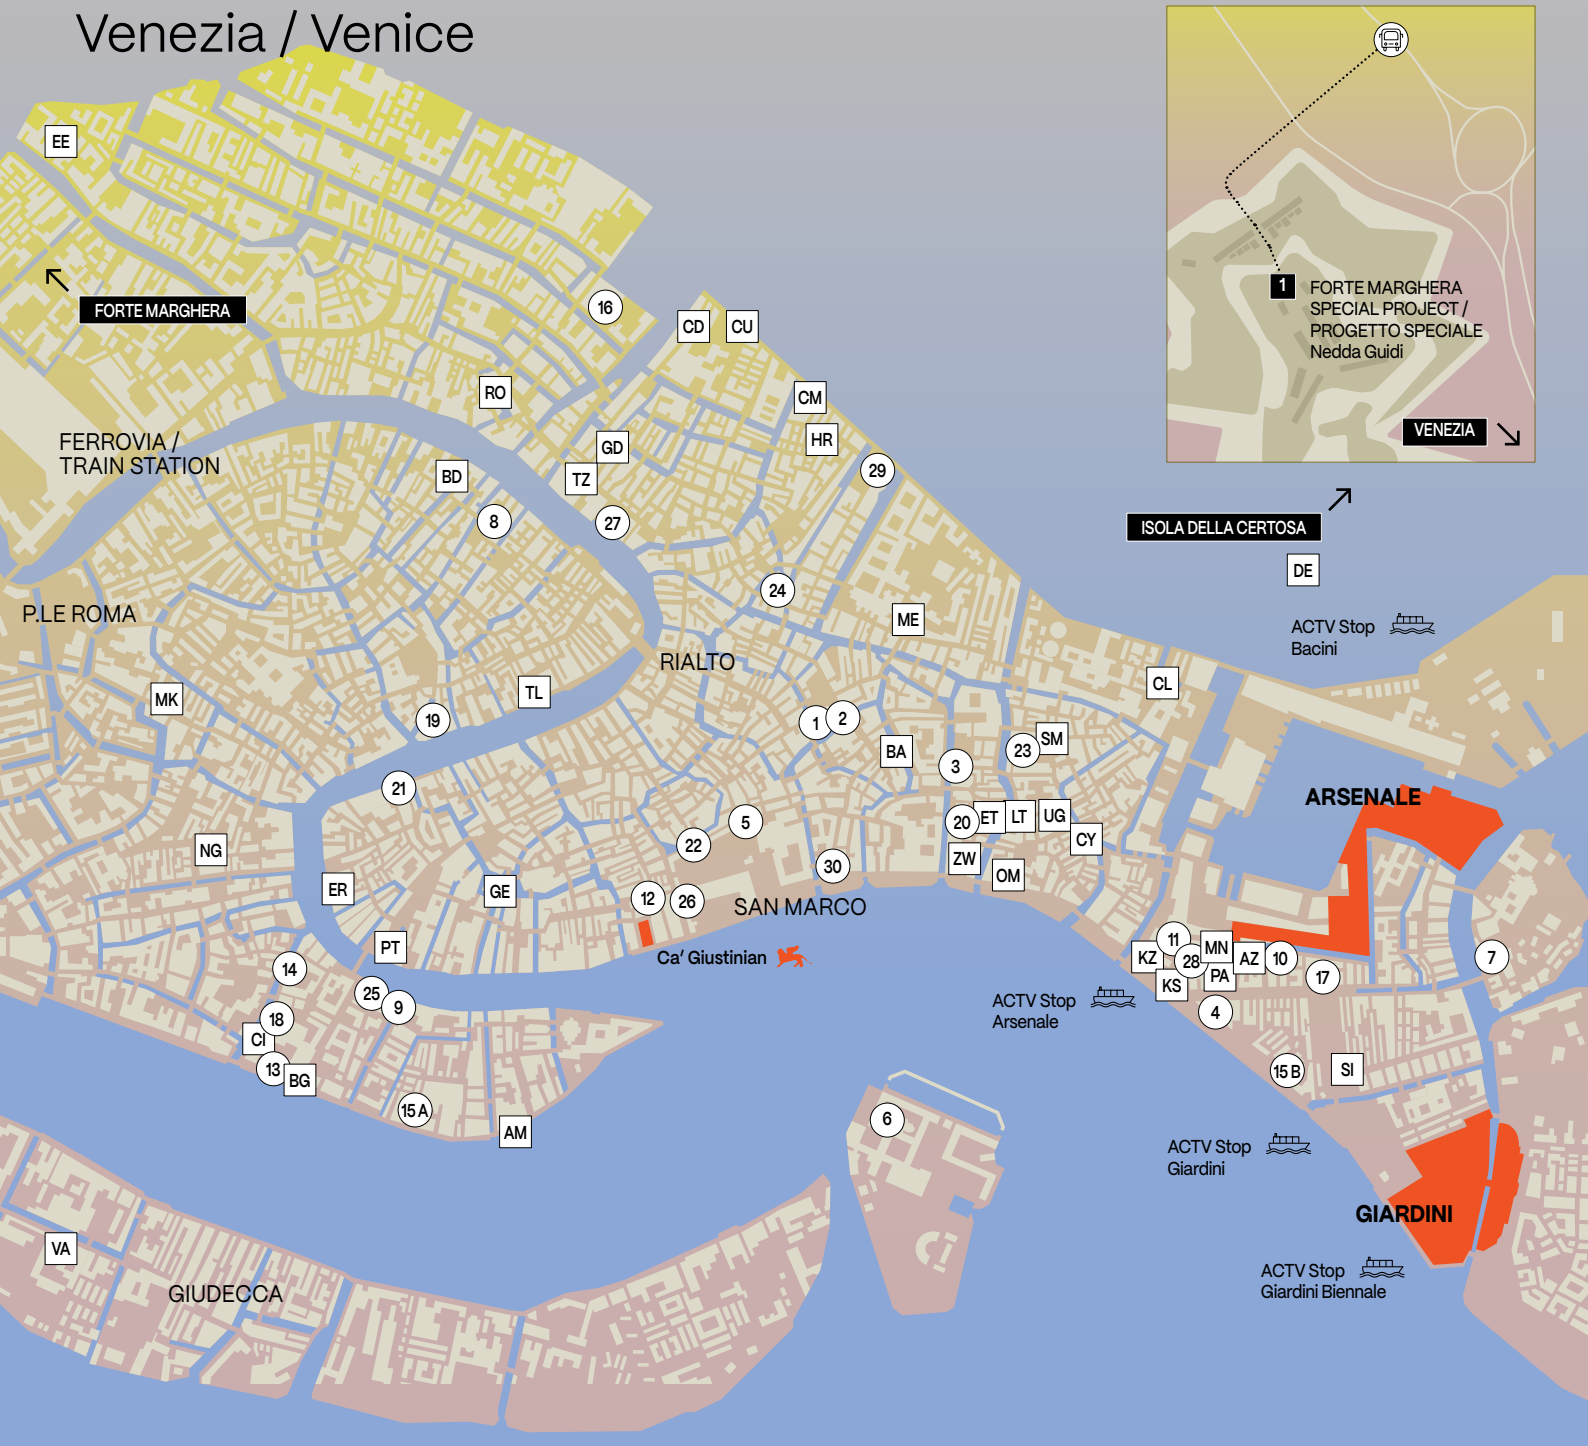 Venezia / Venice
EE
FORTE MARGHERA
16
CD
CU
1
FORTE MARGHERA
SPECIAL PROJECT /
PROGETTO SPECIALE
Nedda Guidi
VENEZIA
RO
CM
HR
FERROVIA /
TRAIN STATION
GD
BD
TZ
29
8
27
ISOLA DELLA CERTOSA
DE
24
P.LE ROMA
ME
ACTV Stop
Bacini
RIALTO
MK
TL
CL
19
1
2
BA
23
SM
3
21
ARSENALE
5
20
ET
LT
UG
22
CY
NG
ZW
30
OM
ER
GE
12
26
SAN MARCO
PT
Ca' Giustinian
11
KZ
28
MN
PA
AZ
10
7
14
17
KS
25
9
ACTV Stop
Arsenale
4
18
CI
13
BG
15 B
SI
15 A
6
AM
ACTV Stop
Giardini
GIARDINI
VA
ACTV Stop
Giardini Biennale
GIUDECCA